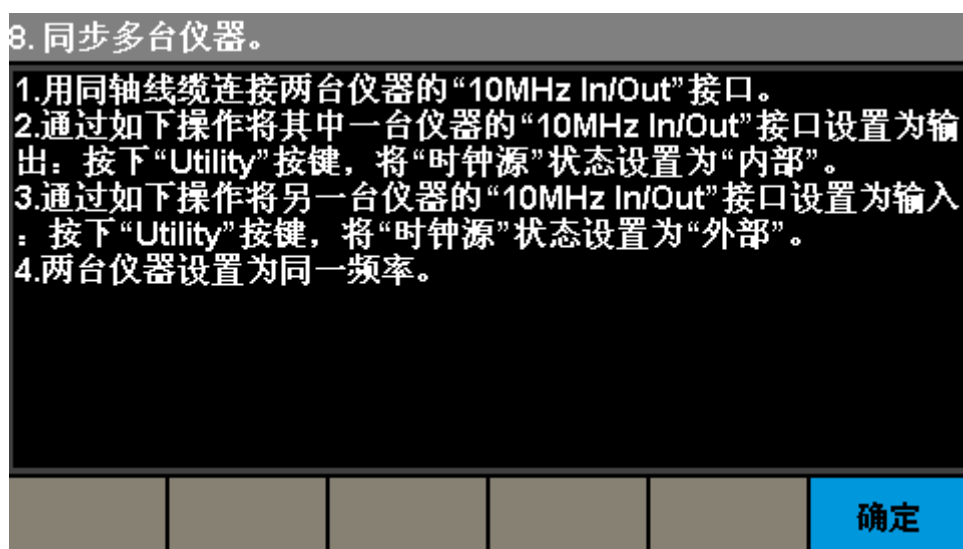 8.同步多台仪器。
1.用同轴线缆连接两台仪器的“10MHz In/Out”接口。
2.通过如下操作将其中一台仪器的“10MHz In/Out”接口设置为输
出：按下“Utility”按键，将“时钟源”状态设置为“内部”。
3.通过如下操作将另一台仪器的“10MHz In/Out”接口设置为输入
：按下“Utility”按键，将“时钟源”状态设置为“外部”。
4.两台仪器设置为同一频率。
确定